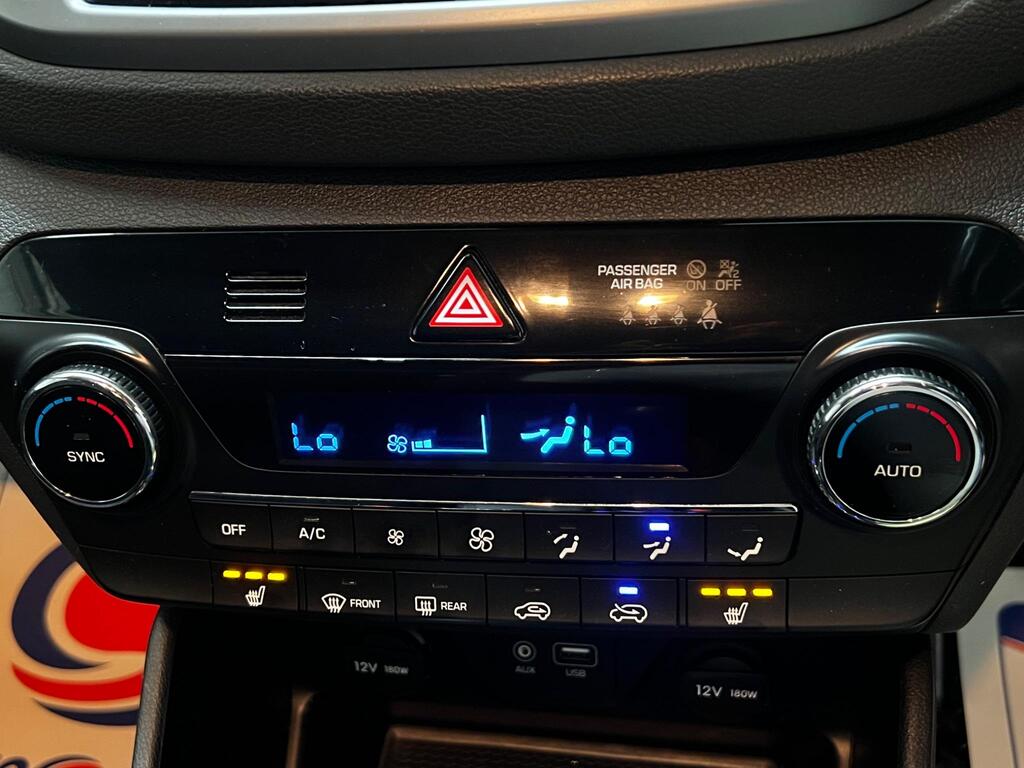 PASSENGER
AIR BAG ON OFF
SYNC
Lo
Lo
AUTO
OFF
A/C
FRONT
REAR
12V 180W
AUX
USB
12V 180W